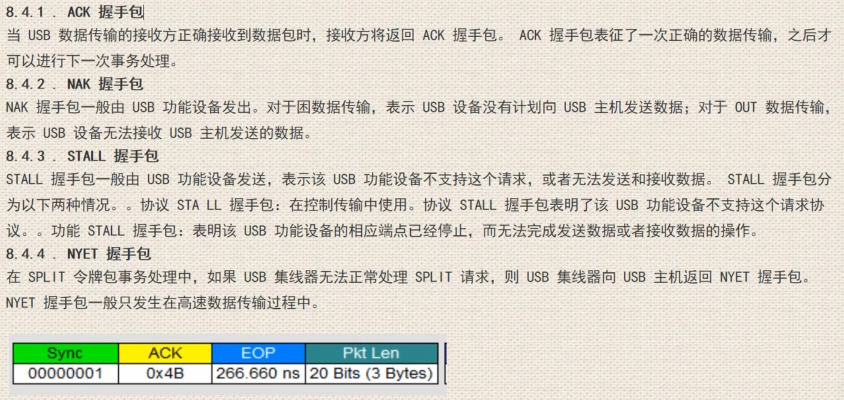 8.4.1 . ACK 握手包
当 USB 数据传输的接收方正确接收到数据包时，接收方将返回 ACK 握手包。 ACK 握手包表征了一次正确的数据传输，之后才
可以进行下一次事务处理。
8.4.2 . NAK 握手包
NAK 握手包一般由 USB 功能设备发出。对于困数据传输，表示 USB 设备没有计划向 USB 主机发送数据；对于 OUT 数据传输，
表示 USB 设备无法接收 USB 主机发送的数据。
8.4.3 . STALL 握手包
STALL 握手包一般由 USB 功能设备发送，表示该 USB 功能设备不支持这个请求，或者无法发送和接收数据。 STALL 握手包分
为以下两种情况。。协议 STA LL 握手包：在控制传输中使用。协议 STALL 握手包表明了该 USB 功能设备不支持这个请求协
议。。功能 STALL 握手包：表明该 USB 功能设备的相应端点已经停止，而无法完成发送数据或者接收数据的操作。
8.4.4 . NYET 握手包
在 SPLIT 令牌包事务处理中，如果 USB 集线器无法正常处理 SPLIT 请求，则 USB 集线器向 USB 主机返回 NYET 握手包。
NYET 握手包一般只发生在高速数据传输过程中。
Sync ACK EOP Pkt Len
00000001 0x4B 266.660 ns 20 Bits (3 Bytes)